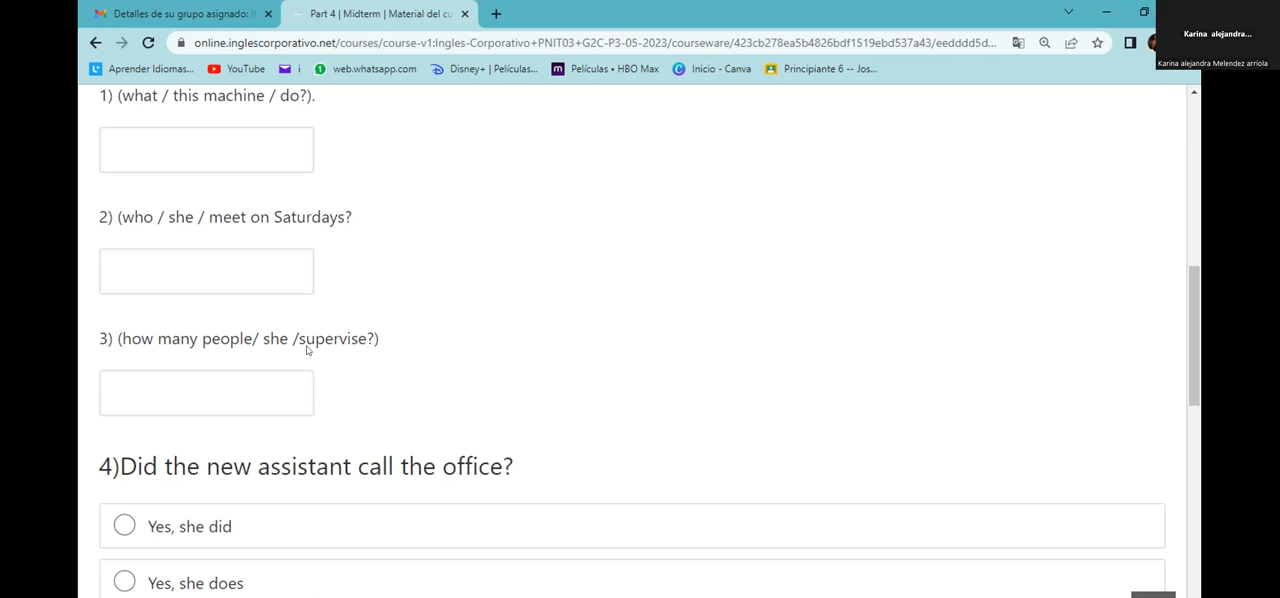 Detalles de su grupo asignado: I
Part 4 | Midterm | Material del cu
online.inglescorporativo.net/courses/course-v1:Ingles-Corporativo+PNIT03+G2C-P3-05-2023/courseware/423cb278ea5b4826bdf1519ebd537a43/eedddd5d...
Karina alejandra...
Karina alejandra Melendez arriola
Aprender Idiomas... YouTube i web.whatsapp.com Disney+ | Películas... Películas • HBO Max Inicio - Canva Principiante 6 -- Jos...
1) (what / this machine / do?).
2) (who / she / meet on Saturdays?
3) (how many people/ she /supervise?)
4)Did the new assistant call the office?
Yes, she did
Yes, she does